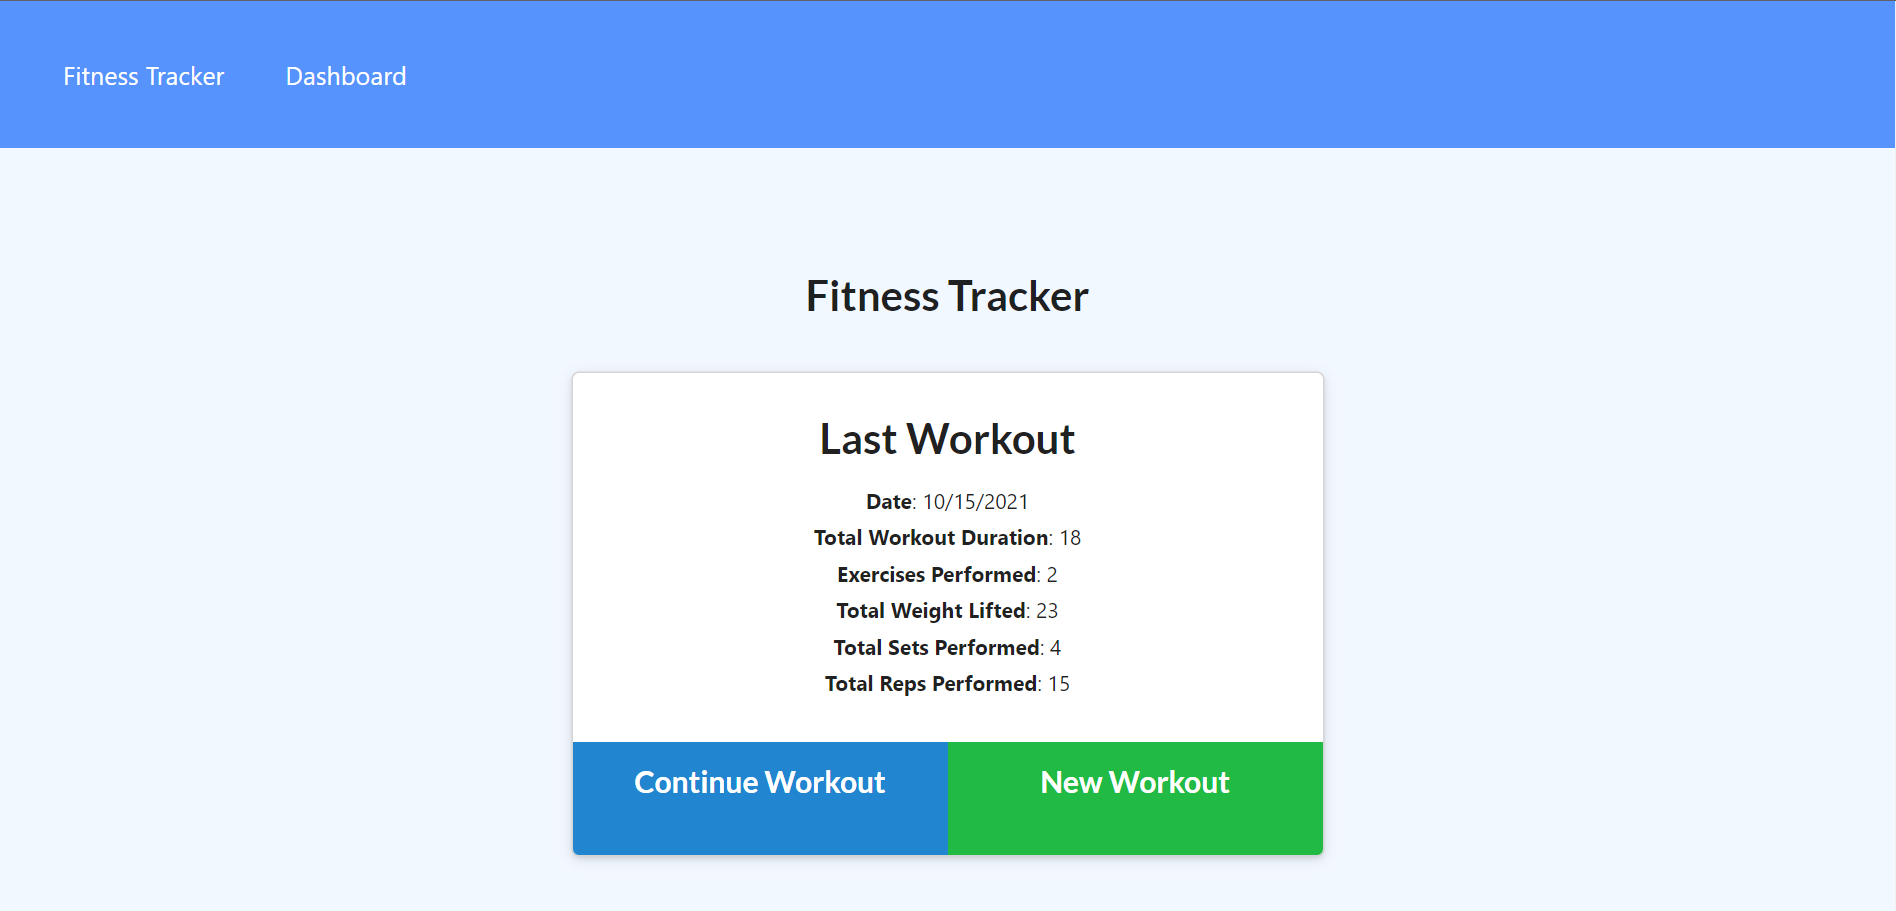 Fitness Tracker Dashboard
Fitness Tracker
Last Workout
Date: 10/15/2021
Total Workout Duration: 18
Exercises Performed: 2
Total Weight Lifted: 23
Total Sets Performed: 4
Total Reps Performed: 15
Continue Workout New Workout